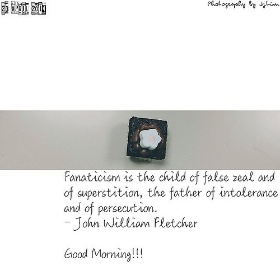 Photography by Jghim
Fanaticism is the child of false zeal and
of superstition, the father of intolerance
and of persecution.
- John William Fletcher
Good Morning!!!